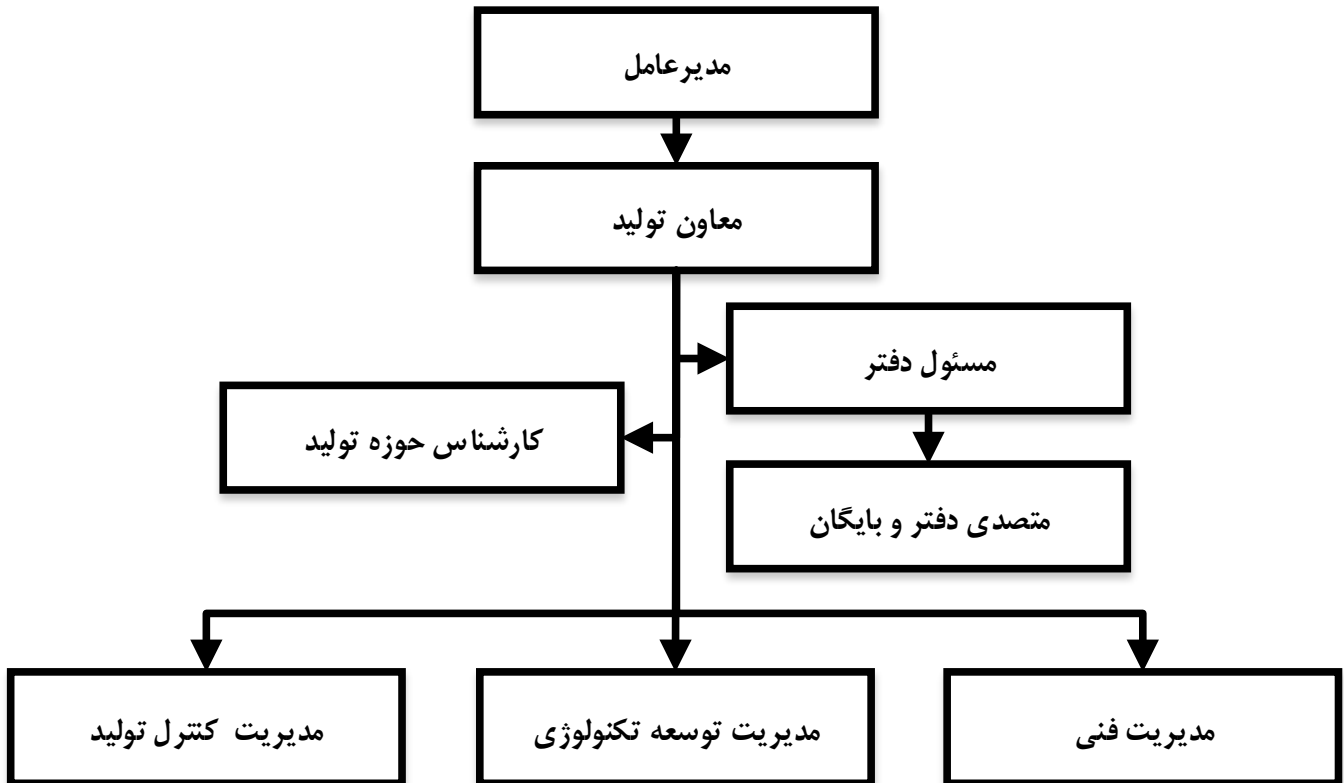 مدیرعامل
معاون تولید
مسئول دفتر
کارشناس حوزه تولید
متصدی دفتر و بایگان
مدیریت فنی
مدیریت توسعه تکنولوژی
مدیریت کنترل تولید